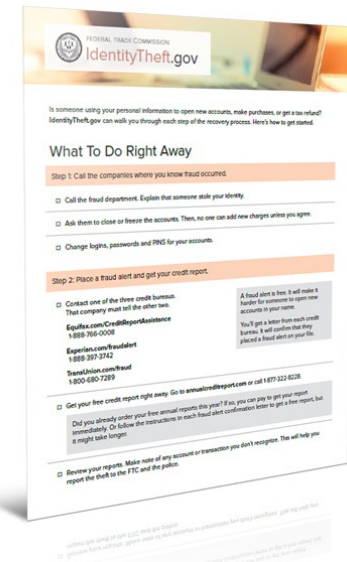 FEDERAL TRADE COMMISSION
IdentityTheft.gov
Is someone using your personal information to open new accounts, make purchases, or get a tax refund?
IdentityTheft.gov can walk you through each step of the recovery process. Here's how to get started.
What To Do Right Away
Step 1: Call the companies where you know fraud occurred.
Call the fraud department. Explain that someone stole your identity.
Ask them to close or freeze the accounts. Then, no one can add new charges unless you agree.
Change logins, passwords and PINS for your accounts.
Step 2: Place a fraud alert and get your credit report.
Contact one of the three credit bureaus.
That company must tell the other two.
Equifax.com/CreditReportAssistance
1-888-766-0008
Experian.com/fraudalert
1-888-397-3742
TransUnion.com/fraud
1-800-680-7289
A fraud alert is free. It will make it
harder for someone to open new
accounts in your name.
You'll get a letter from each credit
bureau. It will confirm that they
placed a fraud alert on your file.
Get your free credit report right away. Go to annualcreditreport.com or call 1-877-322-8228.
Did you already order your free annual reports this year? If so, you can pay to get your report
immediately. Or follow the instructions in each fraud alert confirmation letter to get a free report, but
it might take longer.
Review your reports. Make note of any account or transaction you don't recognize. This will help you
report the theft to the FTC and the police.